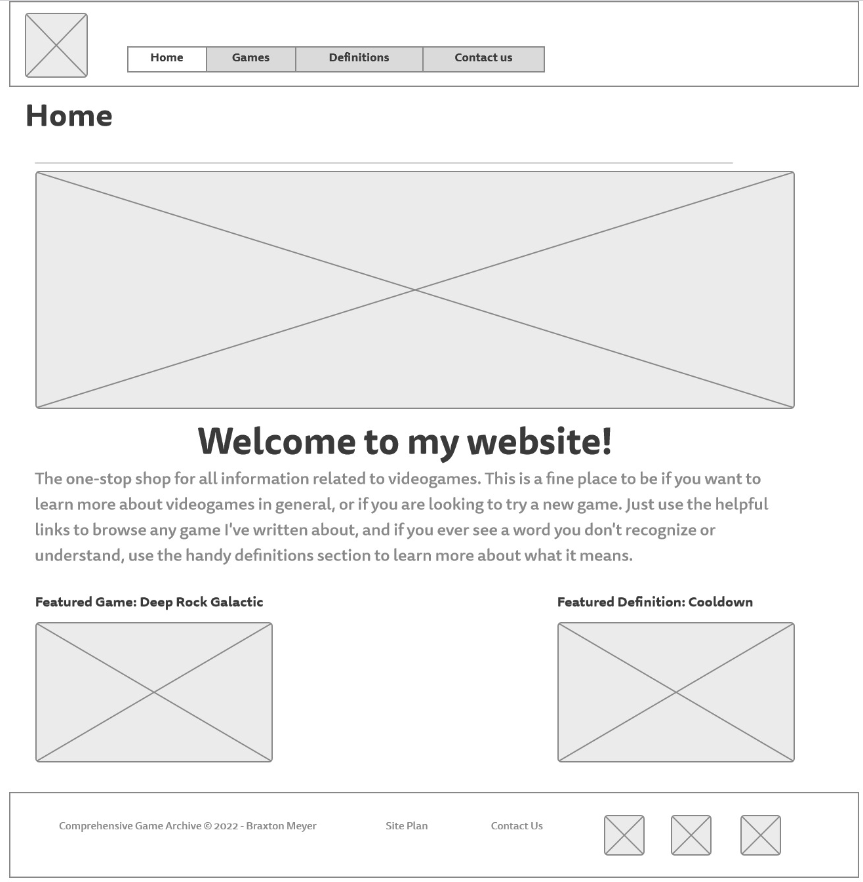 Home Games Definitions Contact us
Home
Welcome to my website!
The one-stop shop for all information related to videogames. This is a fine place to be if you want to
learn more about videogames in general, or if you are looking to try a new game. Just use the helpful
links to browse any game I've written about, and if you ever see a word you don't recognize or
understand, use the handy definitions section to learn more about what it means.
Featured Game: Deep Rock Galactic
Featured Definition: Cooldown
Comprehensive Game Archive © 2022 - Braxton Meyer Site Plan Contact Us